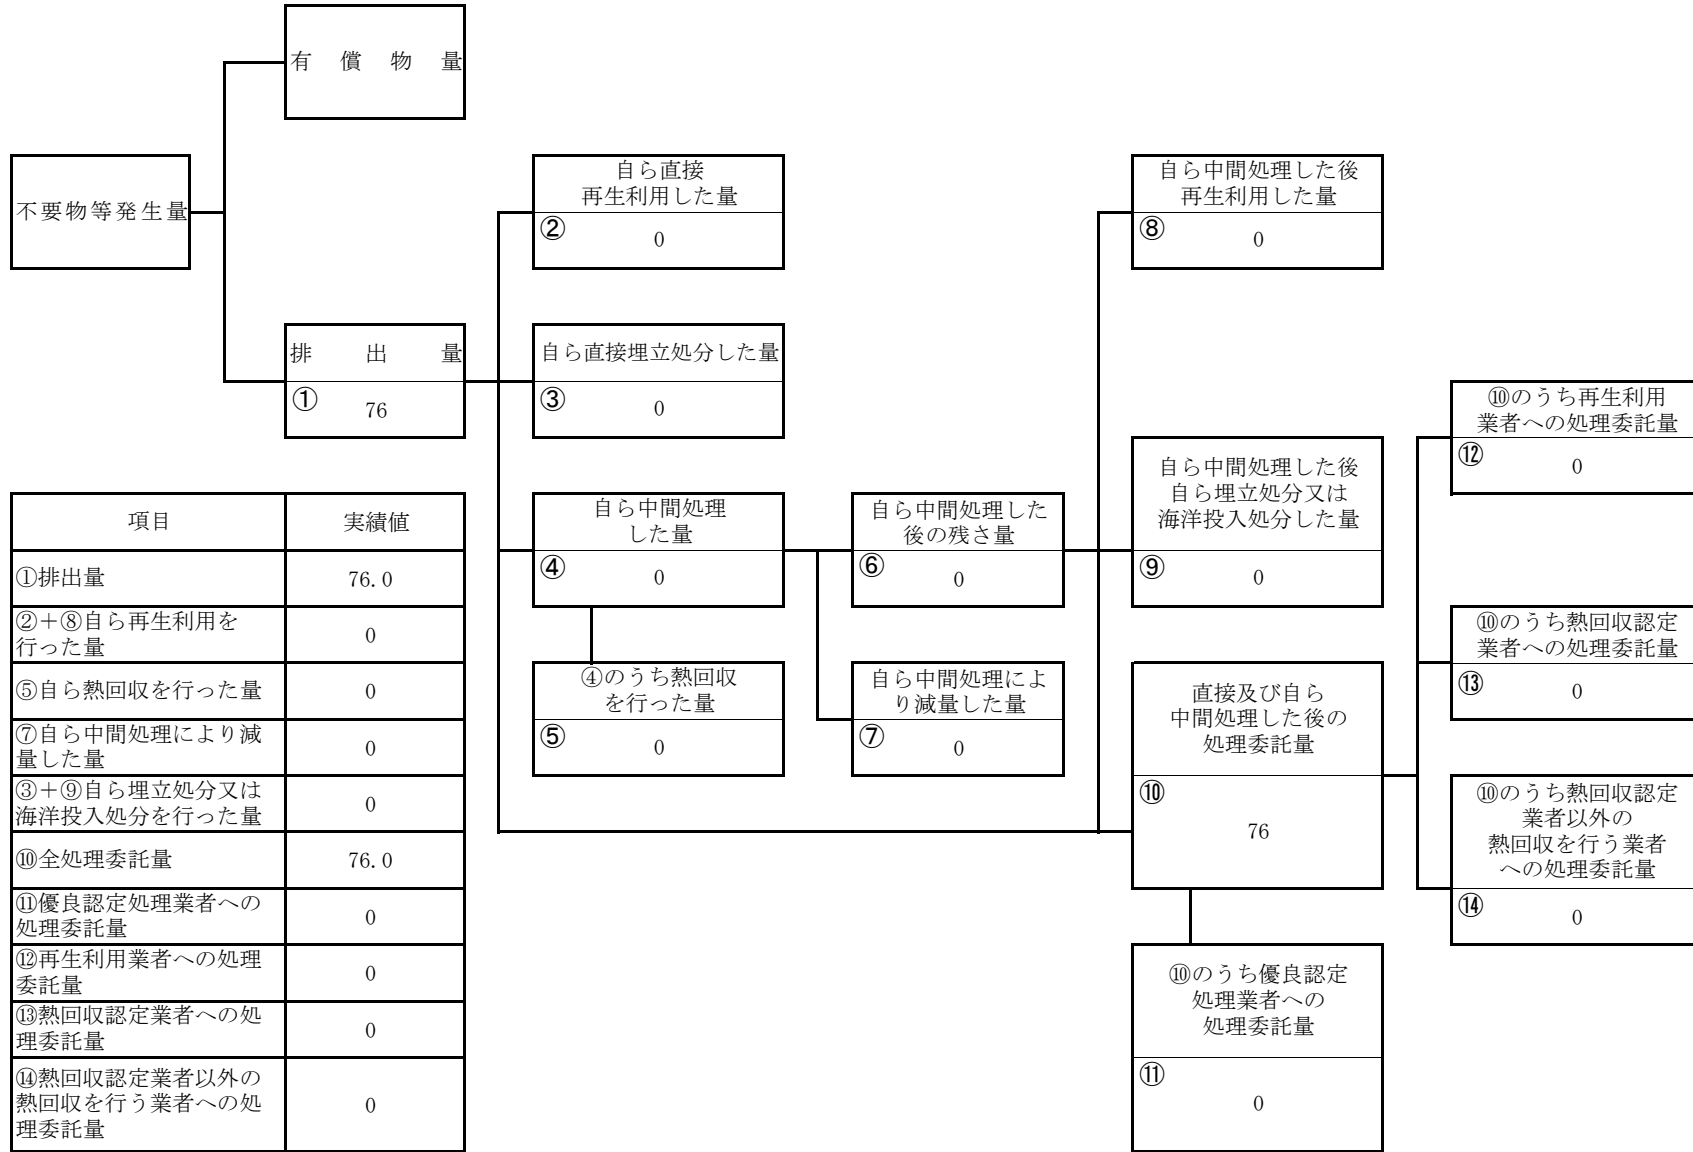 有償物量
不要物等発生量
自ら直接
再生利用した量
②
0
自ら中間処理した後
再生利用した量
⑧
0
排出量
①
76
自ら直接埋立処分した量
③
0
⑩のうち再生利用
業者への処理委託量
⑫
0
自ら中間処理
した量
④
0
自ら中間処理した
後の残さ量
⑥
0
自ら中間処理した後
自ら埋立処分又は
海洋投入処分した量
⑨
0
④のうち熱回収
を行った量
⑤
0
自ら中間処理によ
り減量した量
⑦
0
直接及び自ら
中間処理した後の
処理委託量
⑩
76
⑩のうち熱回収認定
業者への処理委託量
⑬
0
⑩のうち熱回収認定
業者以外の
熱回収を行う業者
への処理委託量
⑭
0
⑩のうち優良認定
処理業者への
処理委託量
⑪
0
項目 実績値
①排出量 76.0
②+⑧自ら再生利用を
行った量
0
⑤自ら熱回収を行った量 0
⑦自ら中間処理により減
量した量
0
③+⑨自ら埋立処分又は
海洋投入処分を行った量
0
⑩全処理委託量 76.0
⑪優良認定処理業者への
処理委託量
0
⑫再生利用業者への処理
委託量
0
⑬熱回収認定業者への処
理委託量
0
⑭熱回収認定業者以外の
熱回収を行う業者への処
理委託量
0